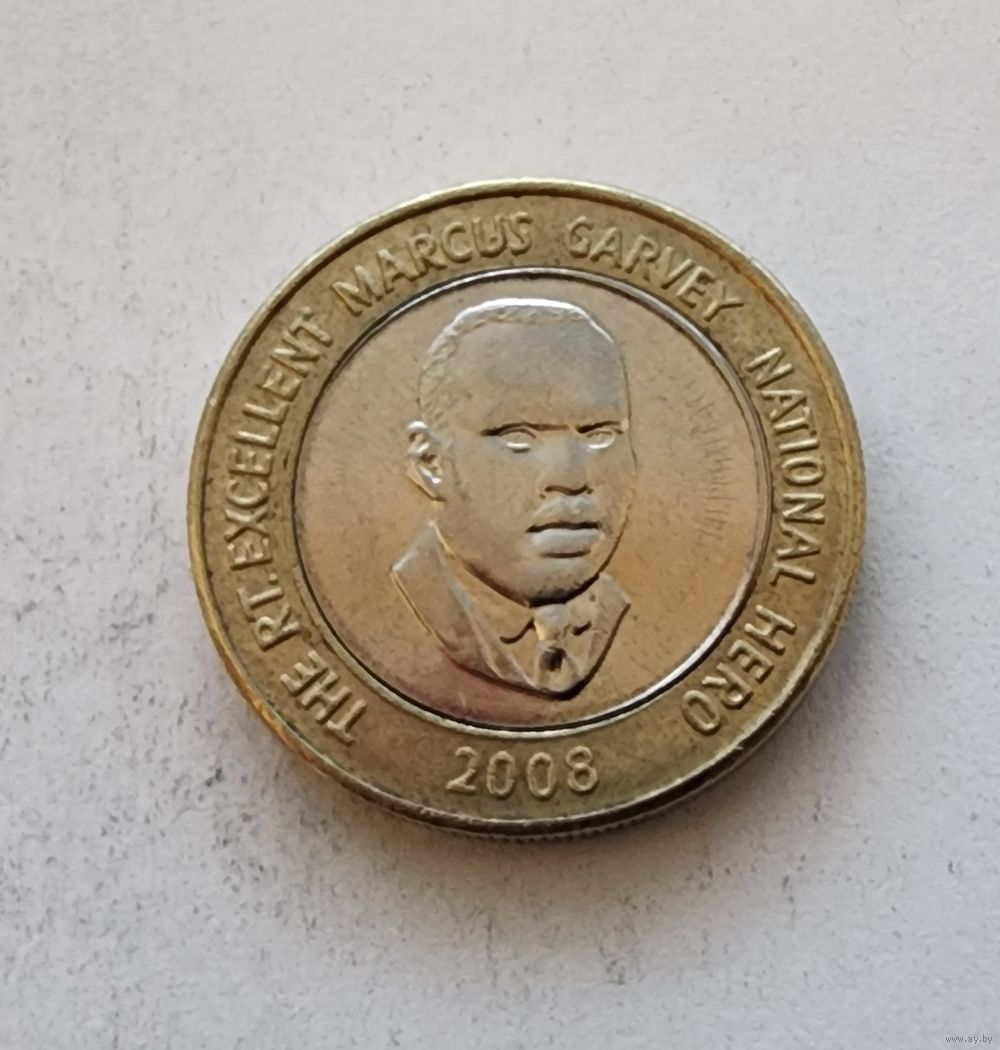 THE RT. EXCELLENT MARCUS GARVEY NATIONAL HERO
2008
www.ay.by